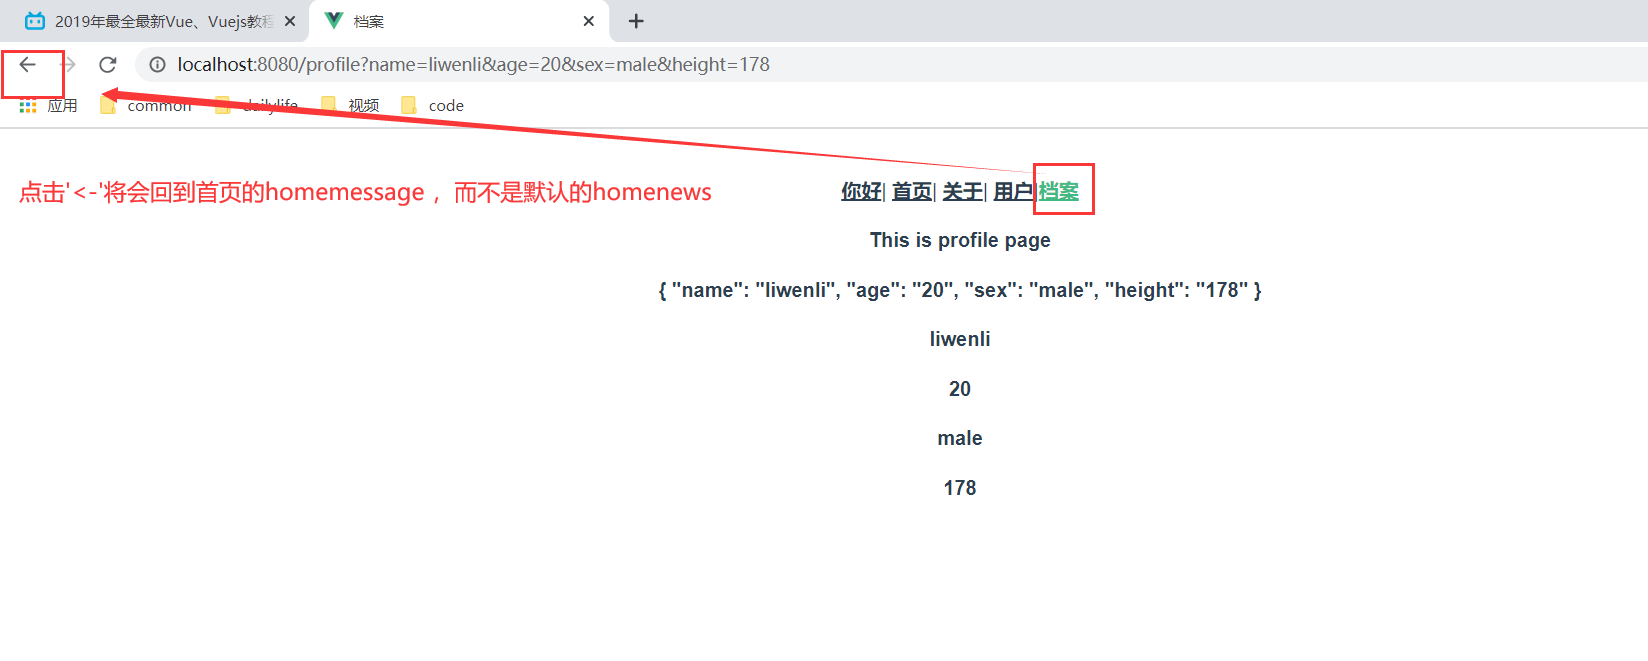 2019年最全最新Vue、Vuejs教程
档案
localhost:8080/profile?name=liwenli&age=20&sex=male&height=178
应用 common dailylife 视频 code
点击'<-'将会回到首页的homemessage ，而不是默认的homenews
你好| 首页| 关于| 用户|档案
This is profile page
{ "name": "liwenli", "age": "20", "sex": "male", "height": "178" }
liwenli
20
male
178